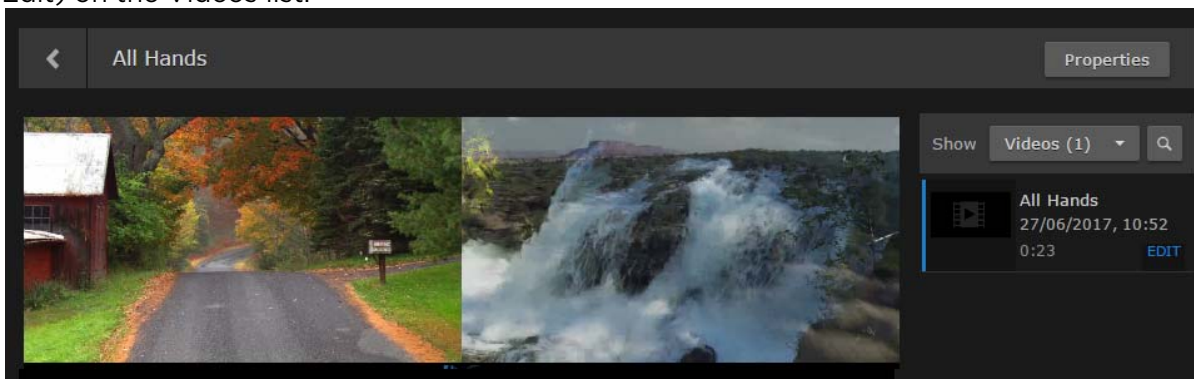 Edit) on the Videos list.
All Hands
Properties
Show
Videos (1)
All Hands
27/06/2017, 10:52
0:23
EDIT